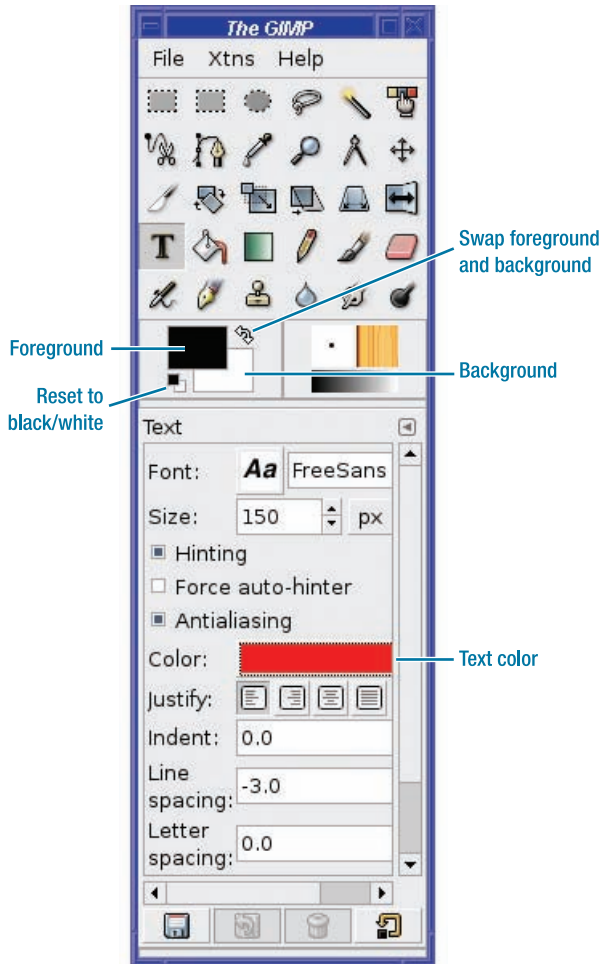 The GIMP
File Xtns Help
T
Swap foreground
and background
Foreground
Background
Reset to
black/white
Text
Font: Aa FreeSans
Size: 150 px
Hinting
Force auto-hinter
Antialiasing
Color:
Text color
Justify:
Indent: 0.0
Line
spacing: -3.0
Letter
spacing: 0.0